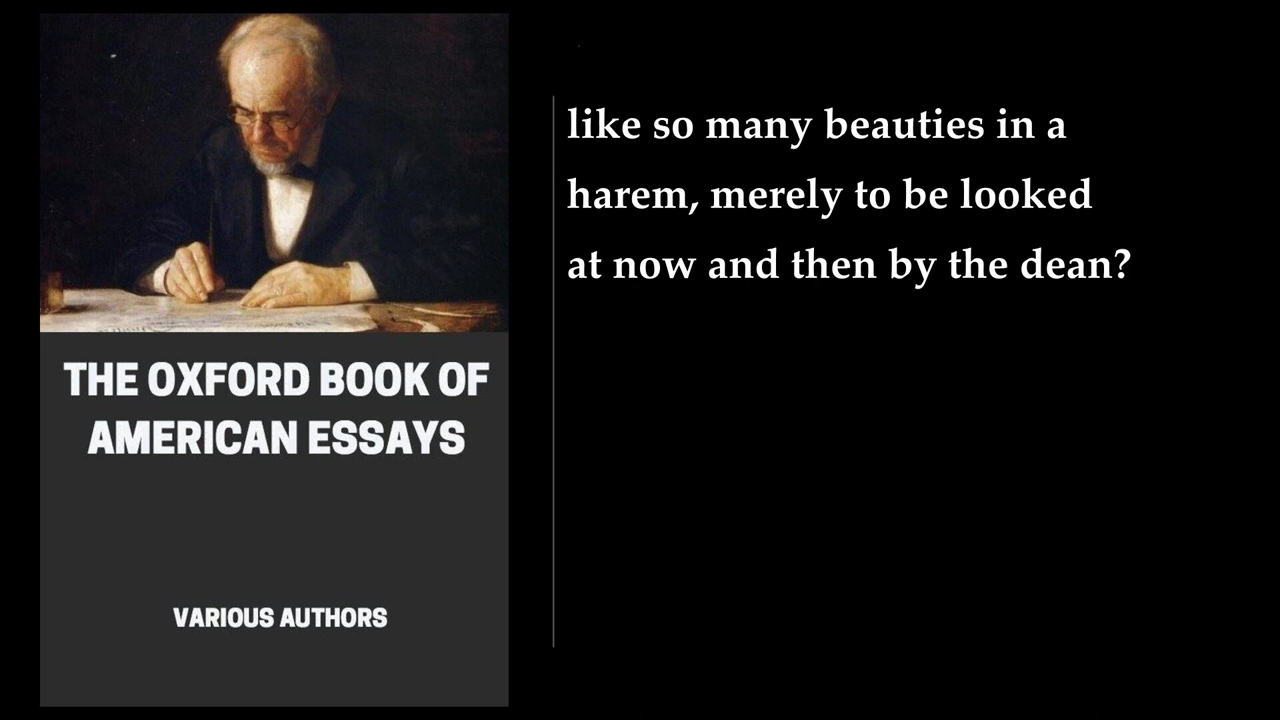 THE OXFORD BOOK OF
AMERICAN ESSAYS
VARIOUS AUTHORS
like so many beauties in a
harem, merely to be looked
at now and then by the dean?